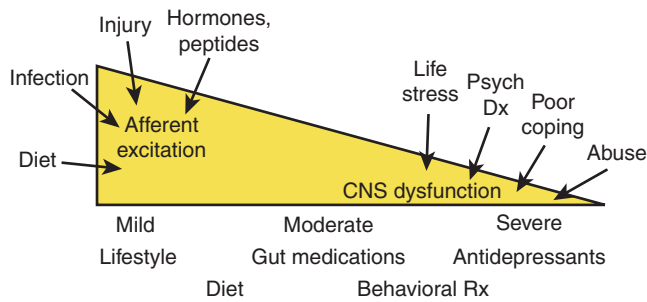 Injury
Hormones,
peptides
Infection
Afferent
excitation
Diet
Life
stress
Psych
Dx
Poor
coping
Abuse
CNS dysfunction
Mild Moderate Severe
Lifestyle Gut medications Antidepressants
Diet Behavioral Rx